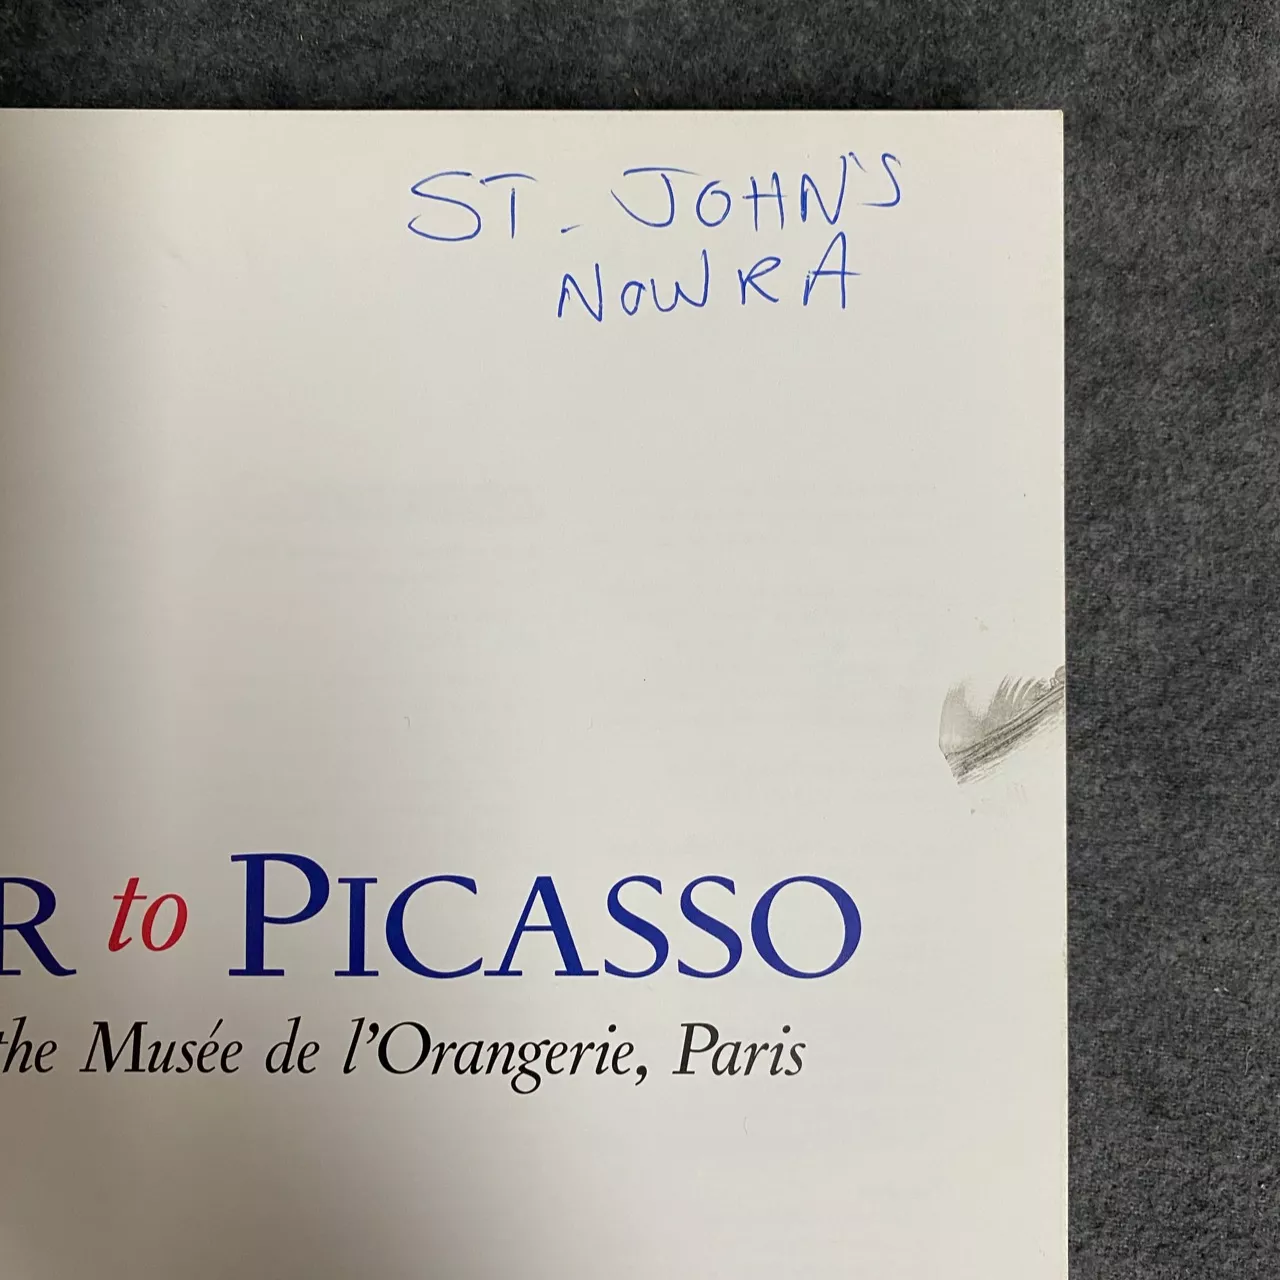 ST. JOHN'S
NOWRA
R to PICASSO
the Musée de l'Orangerie, Paris